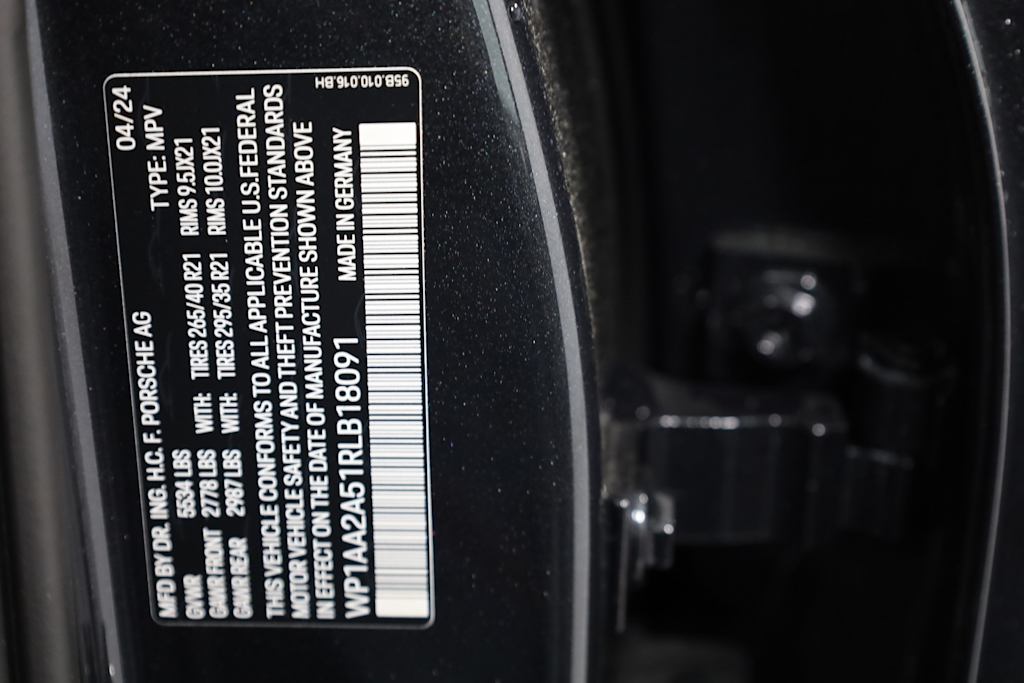 MFD BY DR. ING. H.C. F. PORSCHE AG 04/24
GVWR 5534 LBS TYPE: MPV
GAWR FRONT 2778 LBS WITH: TIRES 265/40 R21 RIMS 9.5JX21
GAWR REAR 2987 LBS WITH: TIRES 295/35 R21 RIMS 10.0JX21
THIS VEHICLE CONFORMS TO ALL APPLICABLE U.S. FEDERAL
MOTOR VEHICLE SAFETY AND THEFT PREVENTION STANDARDS
IN EFFECT ON THE DATE OF MANUFACTURE SHOWN ABOVE
WP1AA2A51RLB18091 MADE IN GERMANY
95B.010.016.BH